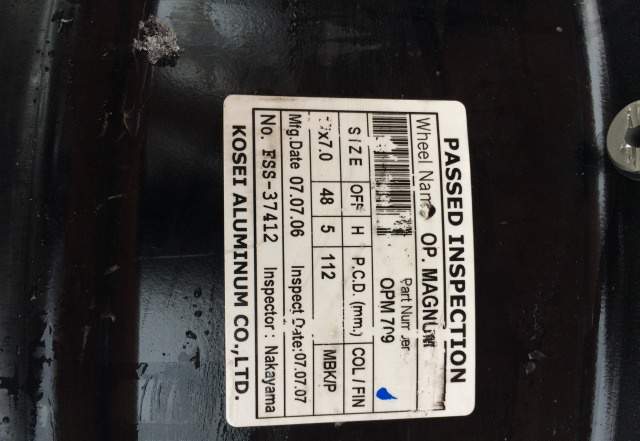 PASSED INSPECTION
Wheel Name OP. MAGNUM
Part Number
OPM 709
SIZE OFF H P.C.D. (mm.) COL / FIN
x7.0 48 5 112 MBK/P
Mfg.Date 07.07.06 Inspect Date:07.07.07
No. FSS-37412 Inspector : Nakayama
KOSEI ALUMINUM CO.,LTD.